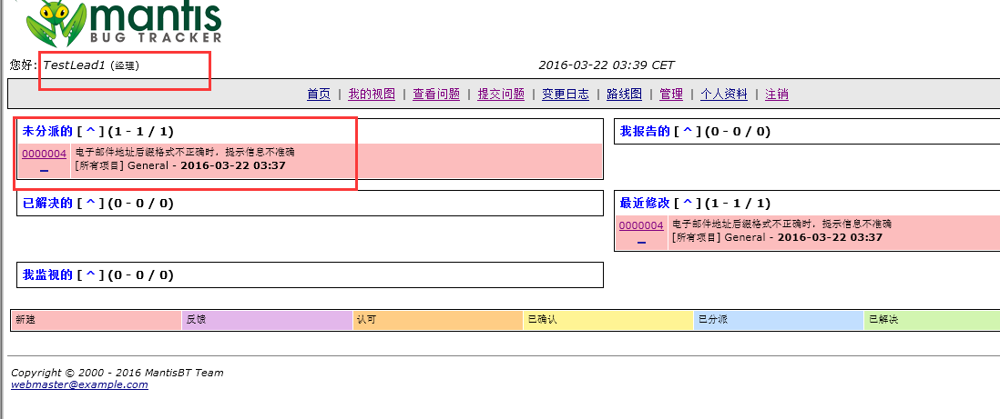 mantis
BUG TRACKER
您好: TestLead1 (经理)
2016-03-22 03:39 CET
首页 | 我的视图 | 查看问题 | 提交问题 | 变更日志 | 路线图 | 管理 | 个人资料 | 注销
未分派的 [ ^ ] (1 - 1 / 1)
0000004
电子邮件地址后缀格式不正确时，提示信息不准确
[所有项目] General - 2016-03-22 03:37
我报告的 [ ^ ] (0 - 0 / 0)
已解决的 [ ^ ] (0 - 0 / 0)
最近修改 [ ^ ] (1 - 1 / 1)
0000004
电子邮件地址后缀格式不正确时，提示信息不准确
[所有项目] General - 2016-03-22 03:37
我监视的 [ ^ ] (0 - 0 / 0)
新建 反馈 认可 已确认 已分派 已解决
Copyright © 2000 - 2016 MantisBT Team
webmaster@example.com